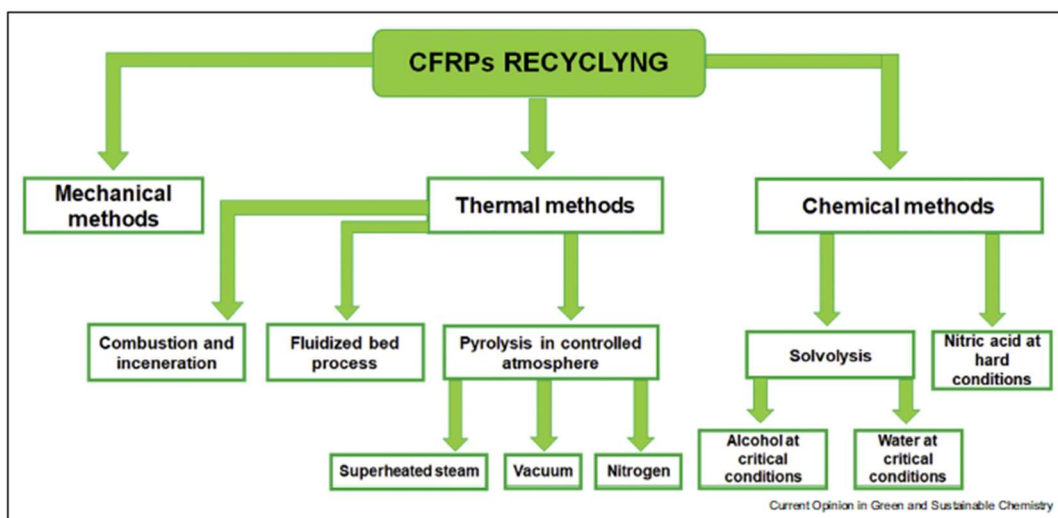 CFRPs RECYCLYNG
Mechanical
methods
Thermal methods
Chemical methods
Combustion and
inceneration
Fluidized bed
process
Pyrolysis in controlled
atmosphere
Solvolysis
Nitric acid at
hard
conditions
Superheated steam
Vacuum
Nitrogen
Alcohol at
critical
conditions
Water at
critical
conditions
Current Opinion in Green and Sustainable Chemistry